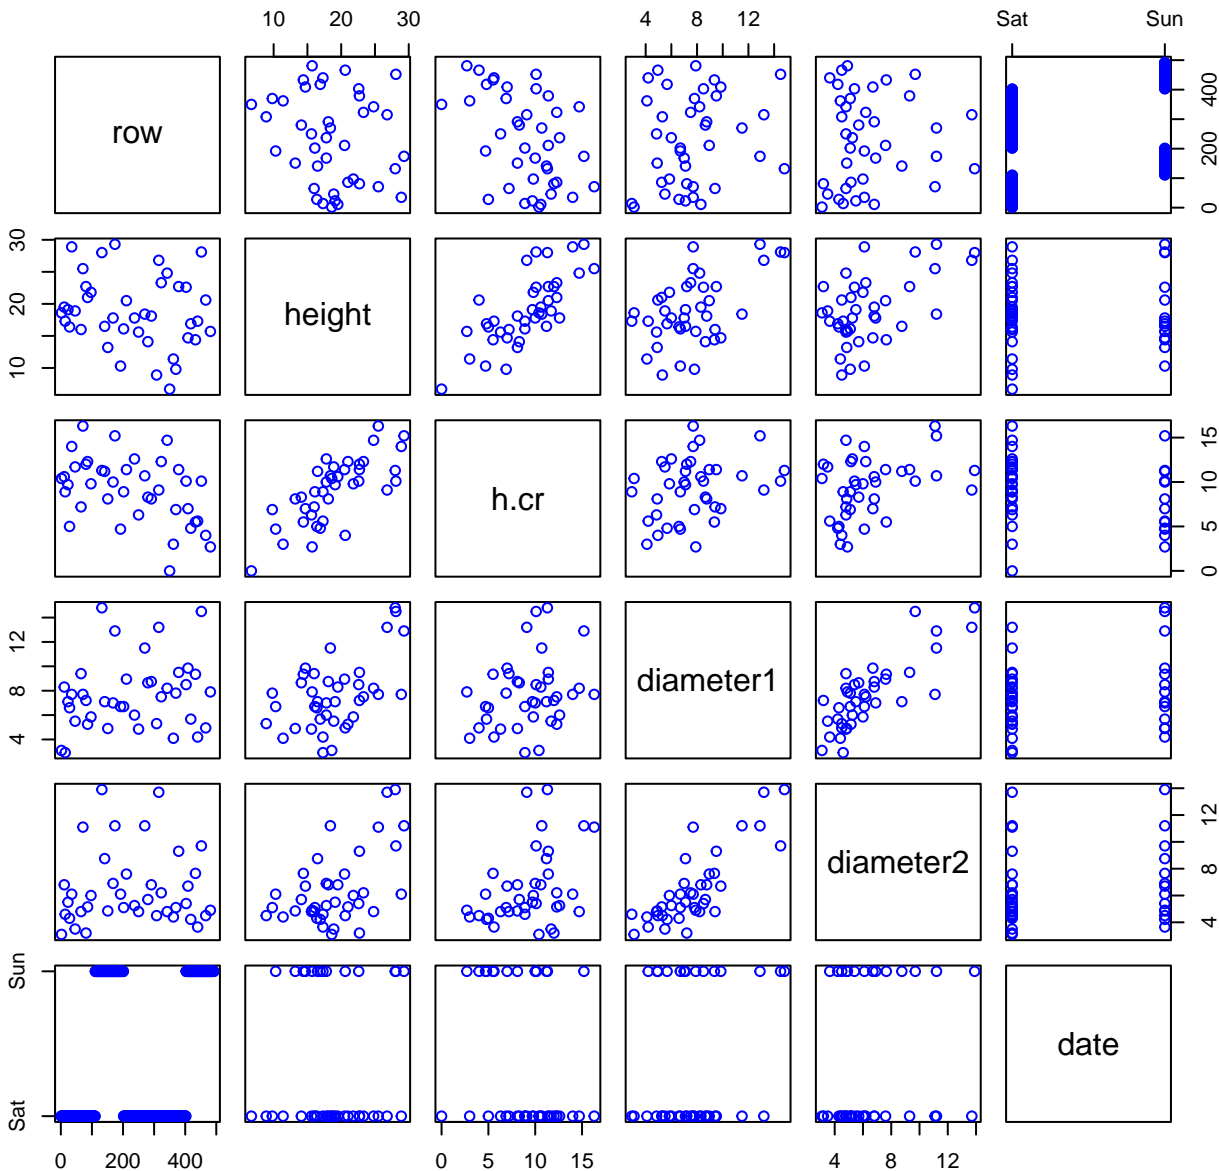 10 20 30 4 8 12 Sat Sun
row 0 200 400
10 20 30 height
h.cr 0 5 10 15
4 8 12 diameter1
diameter2 4 8 12
Sat Sun date
0 200 400 0 5 10 15 4 8 12